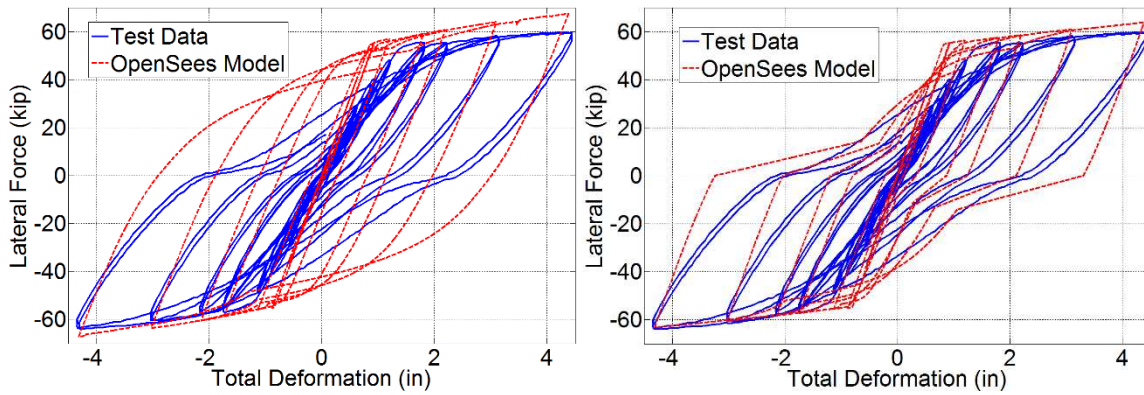 60
40
20
0
-20
-40
-60
Lateral Force (kip)
Test Data
OpenSees Model
-4 -2 0 2 4
Total Deformation (in)
60
40
20
0
-20
-40
-60
Lateral Force (kip)
Test Data
OpenSees Model
-4 -2 0 2 4
Total Deformation (in)